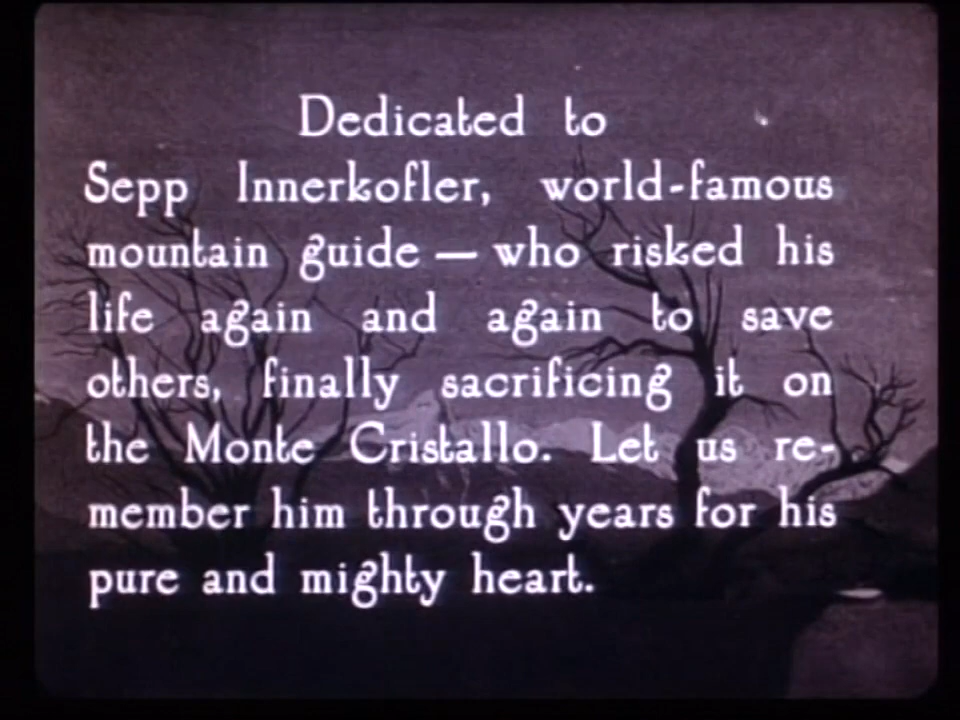 Dedicated to
Sepp Innerkofler, world-famous
mountain guide — who risked his
life again and again to save
others, finally sacrificing it on
the Monte Cristallo. Let us re-
member him through years for his
pure and mighty heart.